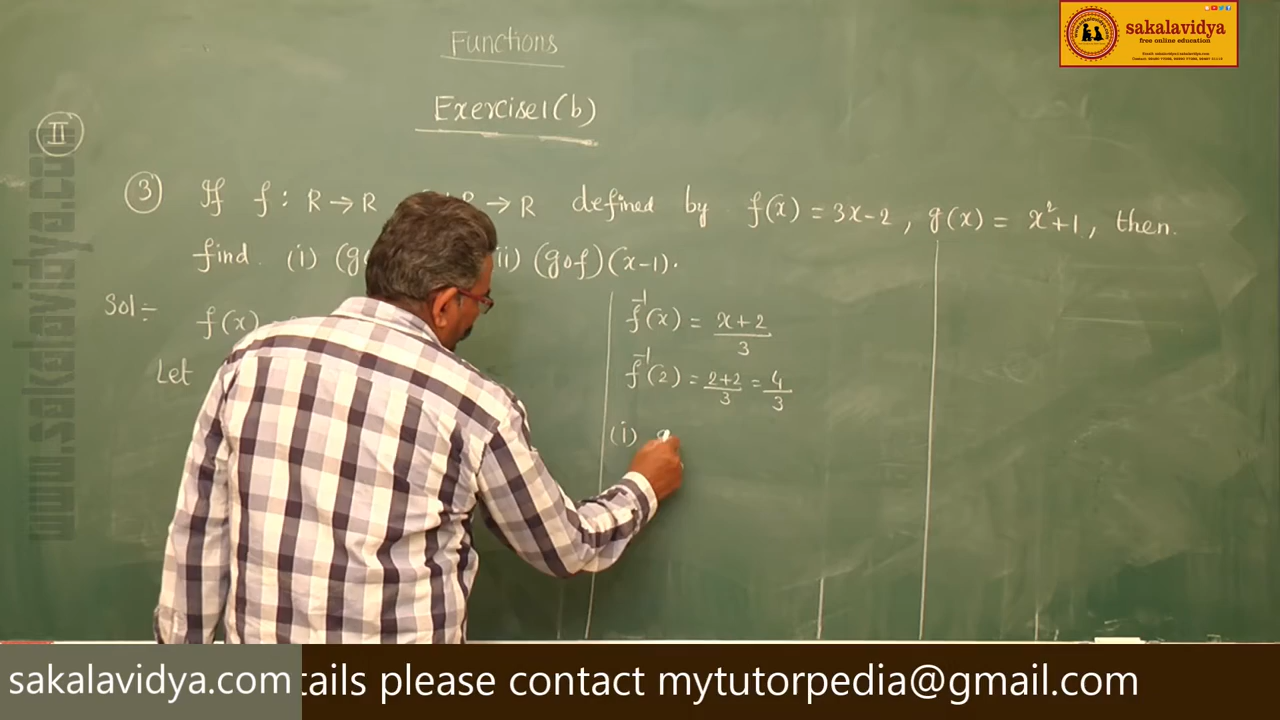 sakalavidya
free online education
Functions
Exercise1(b)
II
3 If f : R → R → R defined by f(x) = 3x-2, g(x) = x²+1, then
find. (i) (go ii) (gof)(x-1).
Sol:- f(x)
Let
f⁻¹(x) = x+2/3
f⁻¹(2) = 2+2/3 = 4/3
(i) g
www.sakalavidya.com
sakalavidya.com tails please contact mytutorpedia@gmail.com